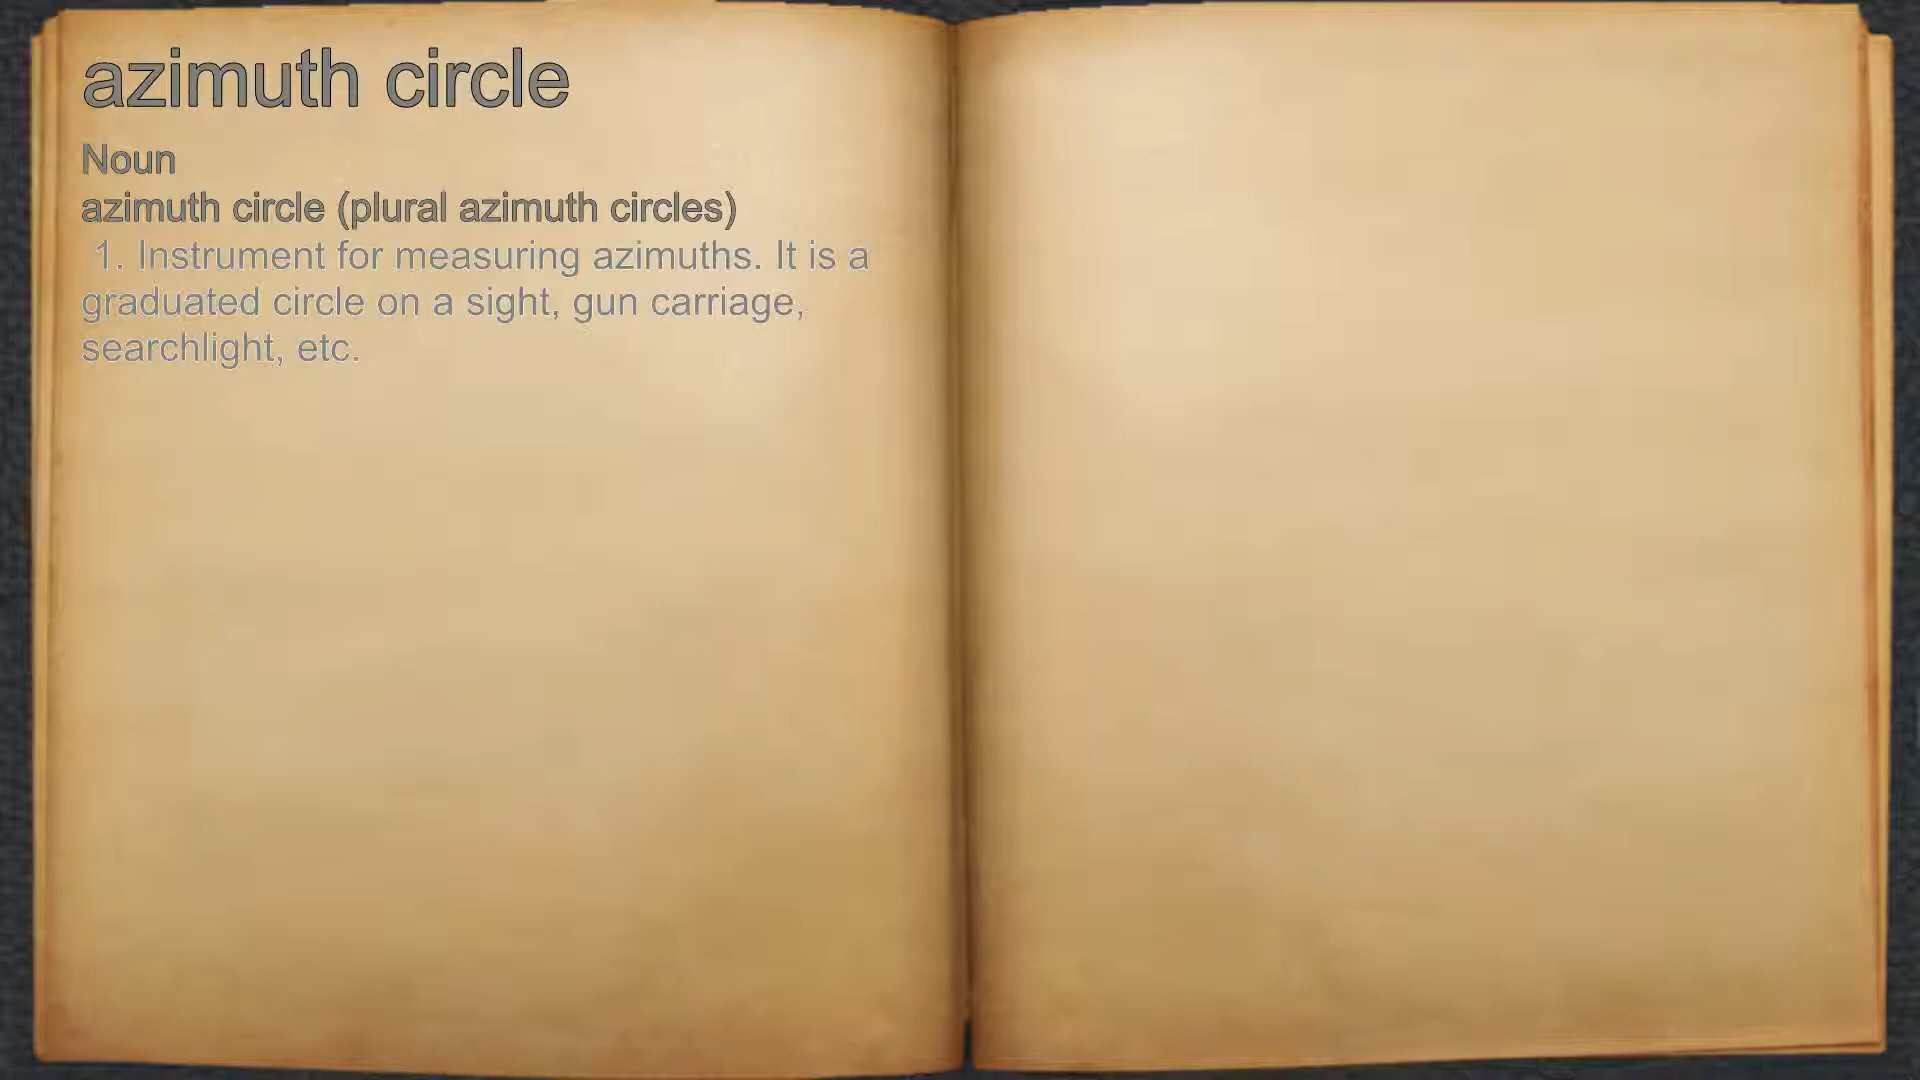 azimuth circle
Noun
azimuth circle (plural azimuth circles)
1. Instrument for measuring azimuths. It is a
graduated circle on a sight, gun carriage,
searchlight, etc.